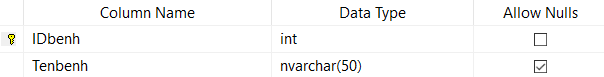 Column Name Data Type Allow Nulls
IDbenh int
Tenbenh nvarchar(50)